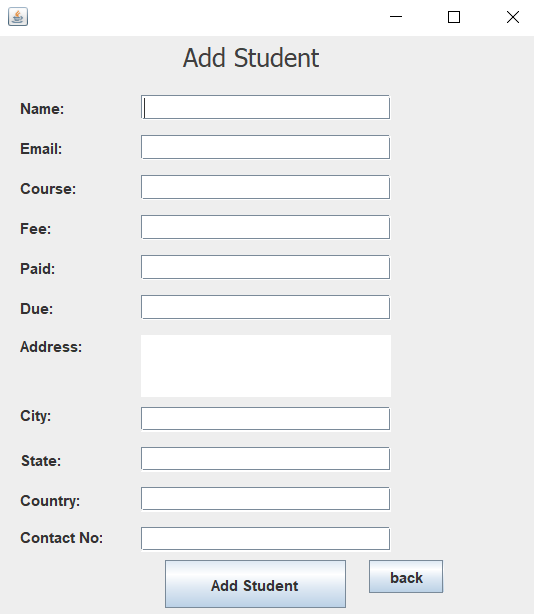 Add Student
Name:
Email:
Course:
Fee:
Paid:
Due:
Address:
City:
State:
Country:
Contact No:
Add Student back